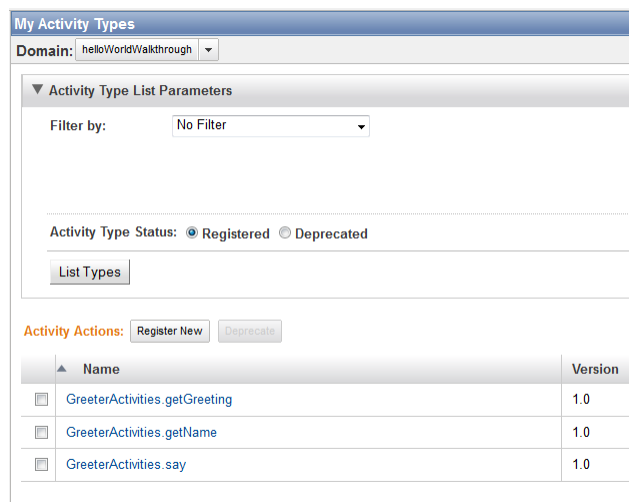 My Activity Types
Domain: helloWorldWalkthrough
Activity Type List Parameters
Filter by: No Filter
Activity Type Status: Registered Deprecated
List Types
Activity Actions: Register New Deprecate
Name Version
GreeterActivities.getGreeting 1.0
GreeterActivities.getName 1.0
GreeterActivities.say 1.0